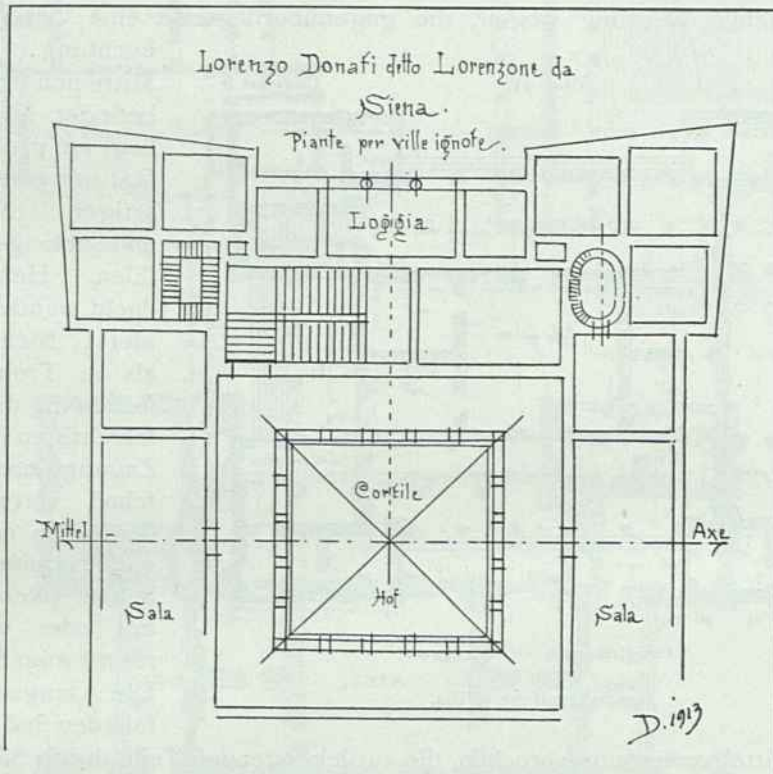 Lorenzo Donati ditto Lorenzone da
Siena.
Piante per ville ignote.
Loggia
Cortile
Mittel Axe
Hof
Sala Sala
D. 1913